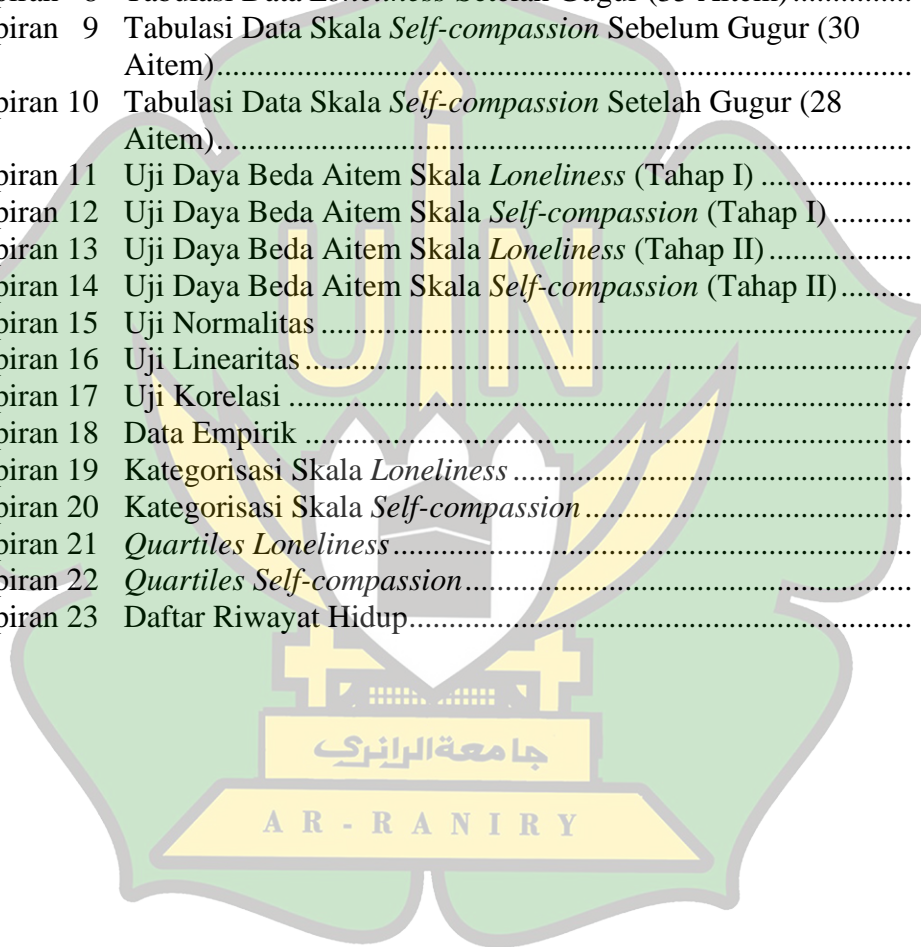 piran 8 Tabulasi Data Loneliness Setelah Gugur (35 Aitem)................
piran 9 Tabulasi Data Skala Self-compassion Sebelum Gugur (30
Aitem)........................................................................................
piran 10 Tabulasi Data Skala Self-compassion Setelah Gugur (28
Aitem)........................................................................................
piran 11 Uji Daya Beda Aitem Skala Loneliness (Tahap I) ...................
piran 12 Uji Daya Beda Aitem Skala Self-compassion (Tahap I)..........
piran 13 Uji Daya Beda Aitem Skala Loneliness (Tahap II)..................
piran 14 Uji Daya Beda Aitem Skala Self-compassion (Tahap II).........
piran 15 Uji Normalitas ...........................................................................
piran 16 Uji Linearitas .............................................................................
piran 17 Uji Korelasi ...............................................................................
piran 18 Data Empirik .............................................................................
piran 19 Kategorisasi Skala Loneliness ...................................................
piran 20 Kategorisasi Skala Self-compassion..........................................
piran 21 Quartiles Loneliness..................................................................
piran 22 Quartiles Self-compassion.........................................................
piran 23 Daftar Riwayat Hidup................................................................
UIN
جامعةالرانري
AR-RANIRY